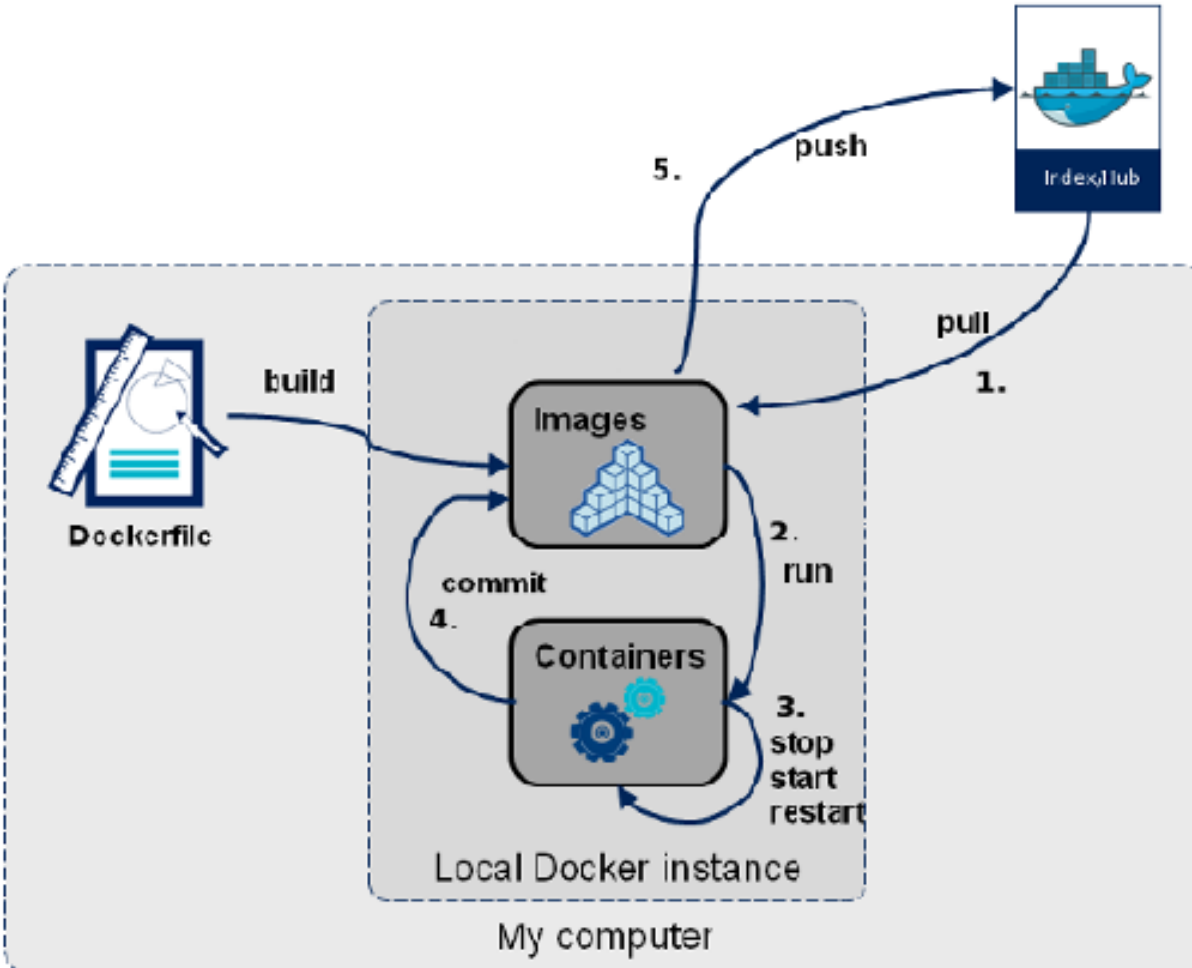 Index/Hub
push
5.
pull
1.
build
Images
Dockerfile
2.
run
commit
4.
Containers
3.
stop
start
restart
Local Docker instance
My computer